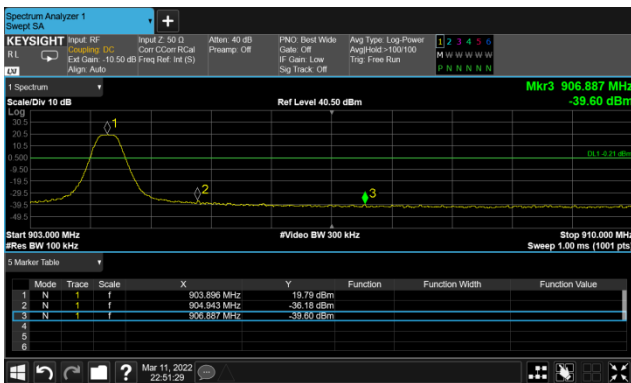 Spectrum Analyzer 1
Swept SA
+
KEYSIGHT Input: RF Input Z: 50 Ω Atten: 40 dB PNO: Best Wide Avg Type: Log-Power 1 2 3 4 5 6
RL Coupling: DC Corr CCorr RCal Preamp: Off Gate: Off Avg|Hold:>100/100 M W W W W W
Ext Gain: -10.50 dB Freq Ref: Int (S) IF Gain: Low Trig: Free Run
LXI Align: Auto Sig Track: Off P N N N N N
1 Spectrum Mkr3 906.887 MHz
Scale/Div 10 dB Ref Level 40.50 dBm -39.60 dBm
Log
30.5
20.5
10.5
0.500
-9.50
-19.5
-29.5
-39.5
-49.5
1
DL1 -0.21 dBm
2
3
Start 903.000 MHz #Video BW 300 kHz Stop 910.000 MHz
#Res BW 100 kHz Sweep 1.00 ms (1001 pts)
5 Marker Table
Mode Trace Scale X Y Function Function Width Function Value
1 N 1 f 903.896 MHz 19.79 dBm
2 N 1 f 904.943 MHz -36.18 dBm
3 N 1 f 906.887 MHz -39.60 dBm
4
5
6
? Mar 11, 2022
22:51:29